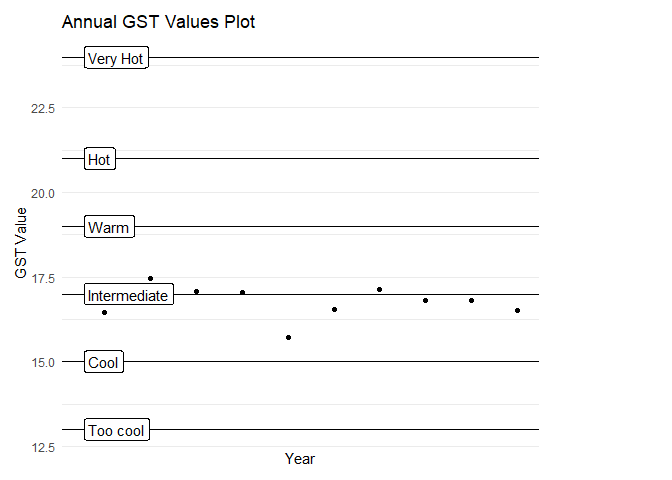 Annual GST Values Plot
Very Hot
22.5
Hot
20.0
Warm
GST Value
17.5
Intermediate
15.0
Cool
Too cool
12.5
Year